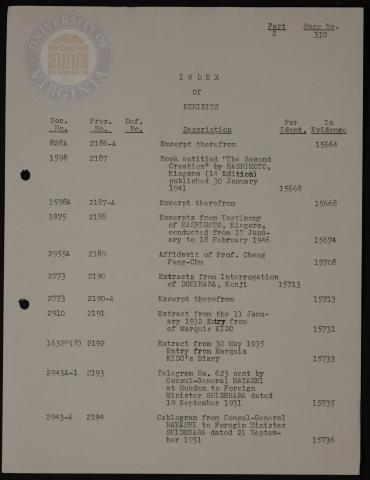 UNIVERSITY OF VIRGINIA
Part Page No.
2 310
INDEX
Of
EXHIBITS
Doc. Pros. Def. For In
No. No. No. Description Ident. Evidence
828A 2186-A Excerpt therefrom 15664
1598 2187 Book entitled "The Second
Creation" by HASHIMOTO,
Kingoro (1st Edition)
published 30 January
1941 15668
1598A 2187-A Excerpt therefrom 15668
1875 2188 Excerpts from Testimony
of HASHIMOTO, Kingoro,
conducted from 17 Janu-
ary to 18 February 1946 15674
2955A 2189 Affidavit of Prof. Cheng
Fang-Chu 15708
2773 2190 Extracts from Interrogation
of DOHIHARA, Kenji 15713
2773 2190-A Excerpt therefrom 15713
2910 2191 Extract from the 11 Janu-
ary 1932 Entry from
of Marquis KIDO 15731
1632W(8) 2192 Extract from 30 May 1935
Entry from Marquis
KIDO's Diary 15733
2943A-1 2193 Telegram No. 623 sent by
Consul-General HAYASHI
at Mukden to Foreign
Minister SHIDEHARA dated
19 September 1931 15735
2943-A 2194 Cablegram from Consul-General
HAYASHI to Foregin Minister
SHIDEHARA dated 21 Septem-
ber 1931 15736